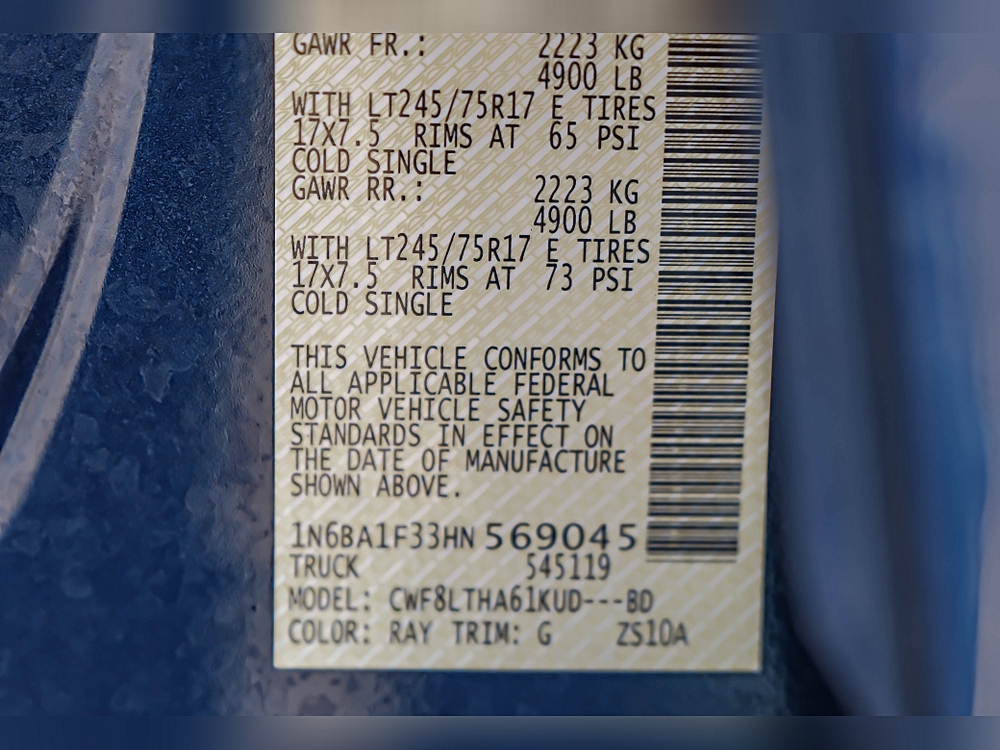 GAWR FR.: 2223 KG
4900 LB
WITH LT245/75R17 E TIRES
17X7.5 RIMS AT 65 PSI
COLD SINGLE
GAWR RR.: 2223 KG
4900 LB
WITH LT245/75R17 E TIRES
17X7.5 RIMS AT 73 PSI
COLD SINGLE
THIS VEHICLE CONFORMS TO
ALL APPLICABLE FEDERAL
MOTOR VEHICLE SAFETY
STANDARDS IN EFFECT ON
THE DATE OF MANUFACTURE
SHOWN ABOVE.
1N6BA1F33HN569045
TRUCK 545119
MODEL: CWF8LTHA61KUD---BD
COLOR: RAY TRIM: G ZS10A